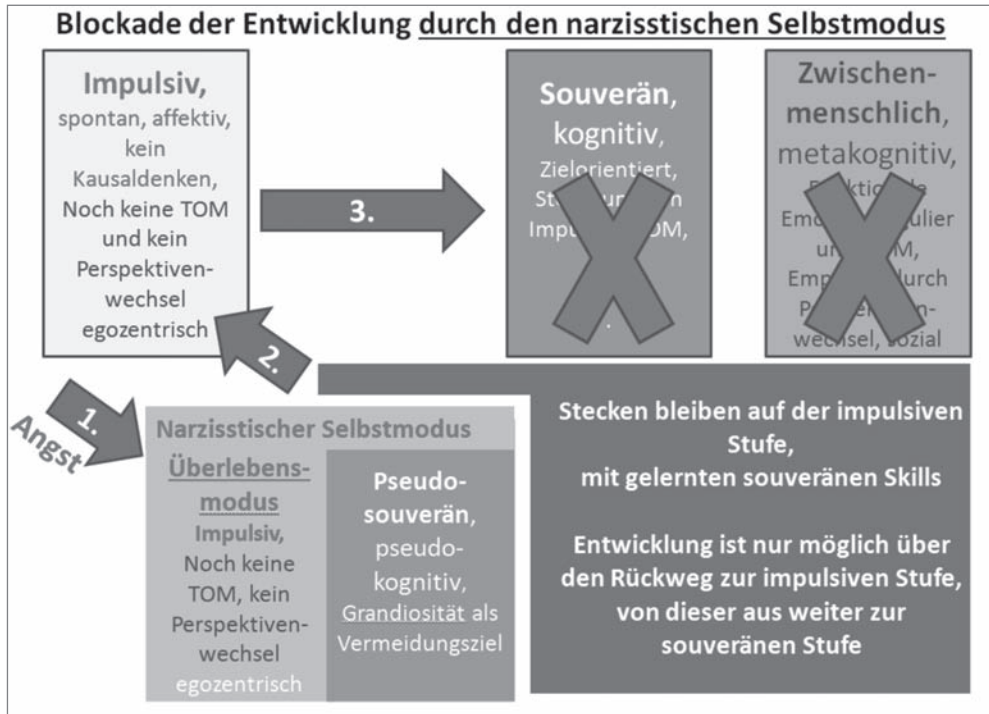 Blockade der Entwicklung durch den narzisstischen Selbstmodus
Impulsiv,
spontan, affektiv,
kein
Kausaldenken,
Noch keine TOM
und kein
Perspektiven-
wechsel
egozentrisch
3.
Souverän,
kognitiv,
Zielorientiert,
TOM,
Zwischen-
menschlich,
metakognitiv,
durch
wechsel, sozial
1.
Angst
2.
Narzisstischer Selbstmodus
Überlebens-
modus
Impulsiv,
Noch keine
TOM, kein
Perspektiven-
wechsel
egozentrisch
Pseudo-
souverän,
pseudo-
kognitiv,
Grandiosität als
Vermeidungsziel
Stecken bleiben auf der impulsiven
Stufe,
mit gelernten souveränen Skills
Entwicklung ist nur möglich über
den Rückweg zur impulsiven Stufe,
von dieser aus weiter zur
souveränen Stufe